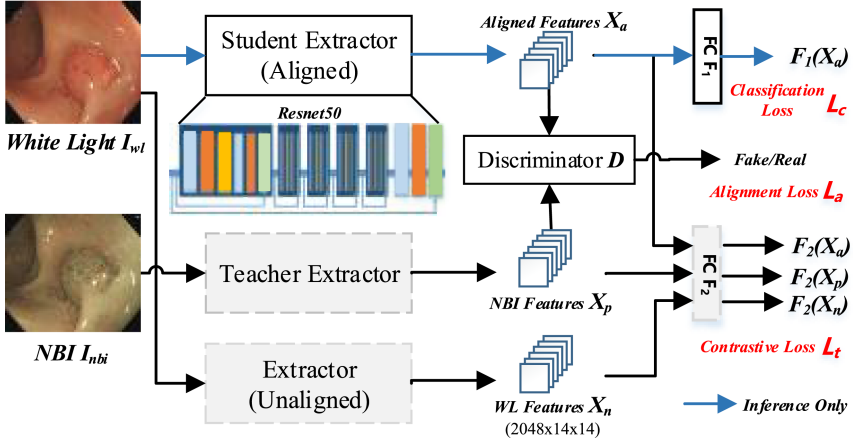 Student Extractor
(Aligned)
Aligned Features Xa
FC F1
F1(Xa)
Classification
Loss Lc
White Light Iwl
Resnet50
Discriminator D
Fake/Real
Alignment Loss La
Teacher Extractor
NBI Features Xp
FC F2
F2(Xa)
F2(Xp)
F2(Xn)
NBI Inbi
Contrastive Loss Lt
Extractor
(Unaligned)
WL Features Xn
(2048x14x14)
Inference Only